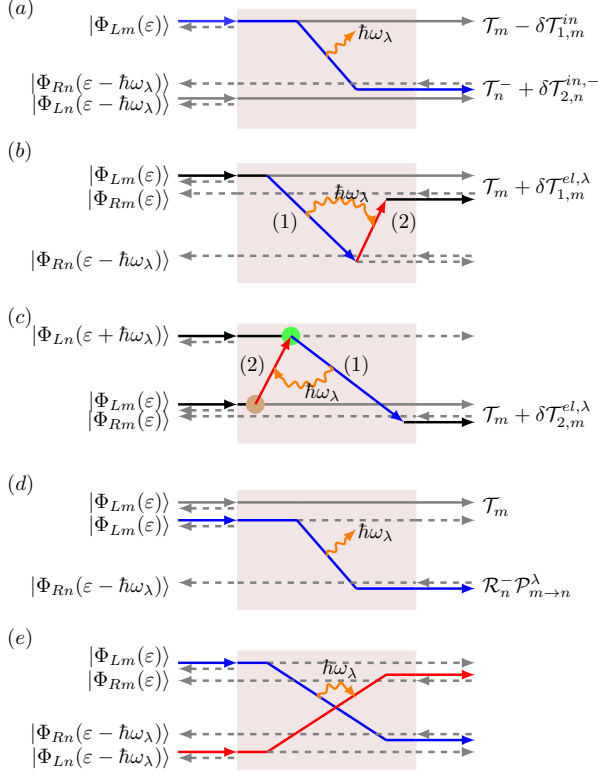 (a)
|Φ_{Lm}(ε)⟩ 𝒯_m − δ𝒯^{in}_{1,m}
ħω_λ
|Φ_{Rn}(ε − ħω_λ)⟩ 𝒯^−_n + δ𝒯^{in,−}_{2,n}
|Φ_{Ln}(ε − ħω_λ)⟩
(b)
|Φ_{Lm}(ε)⟩ 𝒯_m + δ𝒯^{el,λ}_{1,m}
|Φ_{Rm}(ε)⟩ ħω_λ
(1) (2)
|Φ_{Rn}(ε − ħω_λ)⟩
(c)
|Φ_{Ln}(ε + ħω_λ)⟩
(2) (1)
ħω_λ
|Φ_{Lm}(ε)⟩
|Φ_{Rm}(ε)⟩ 𝒯_m + δ𝒯^{el,λ}_{2,m}
(d)
|Φ_{Lm}(ε)⟩ 𝒯_m
|Φ_{Lm}(ε)⟩
ħω_λ
|Φ_{Rn}(ε − ħω_λ)⟩ ℛ^−_n 𝒫^λ_{m→n}
(e)
|Φ_{Lm}(ε)⟩
ħω_λ
|Φ_{Rm}(ε)⟩
|Φ_{Rn}(ε − ħω_λ)⟩
|Φ_{Ln}(ε − ħω_λ)⟩